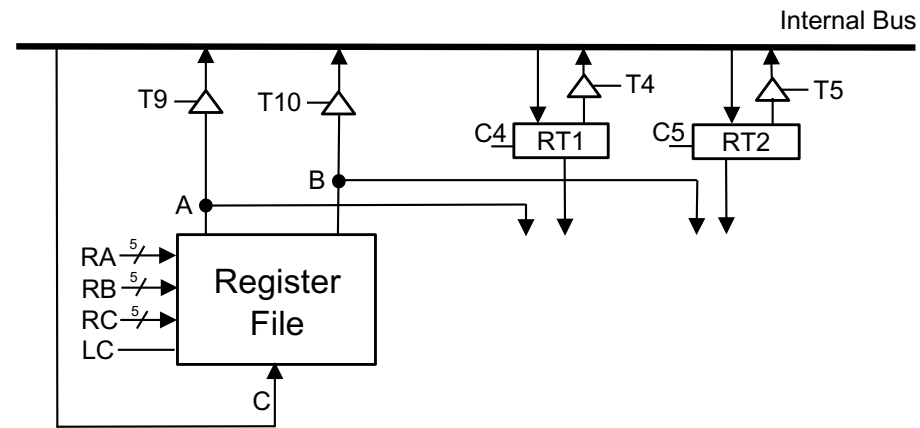 Internal Bus
T9
T10
T4
T5
C4
RT1
C5
RT2
B
A
RA
5
RB
5
RC
5
LC
Register
File
C